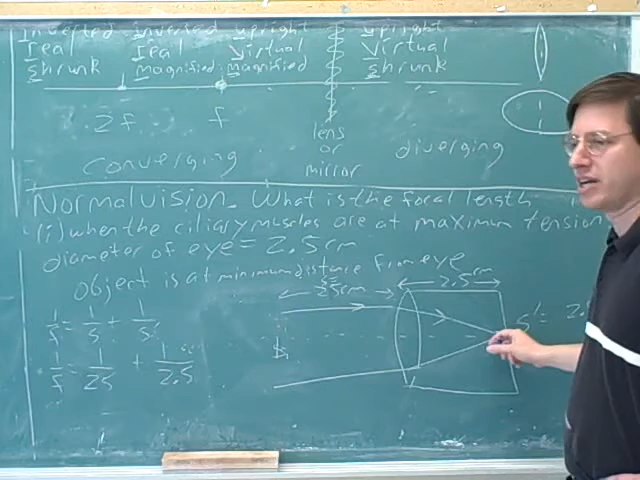 Inverted inverted upright upright
real real virtual virtual
shrunk magnified magnified shrunk
2f f
lens
or
mirror
converging diverging
Normal vision. What is the focal length
(i) when the ciliary muscles are at maximum tension
diameter of eye = 2.5cm
object is at minimum distance from eye
25cm 2.5cm
1/f = 1/s + 1/s'
1/f = 1/25 + 1/2.5
s' = 2.5